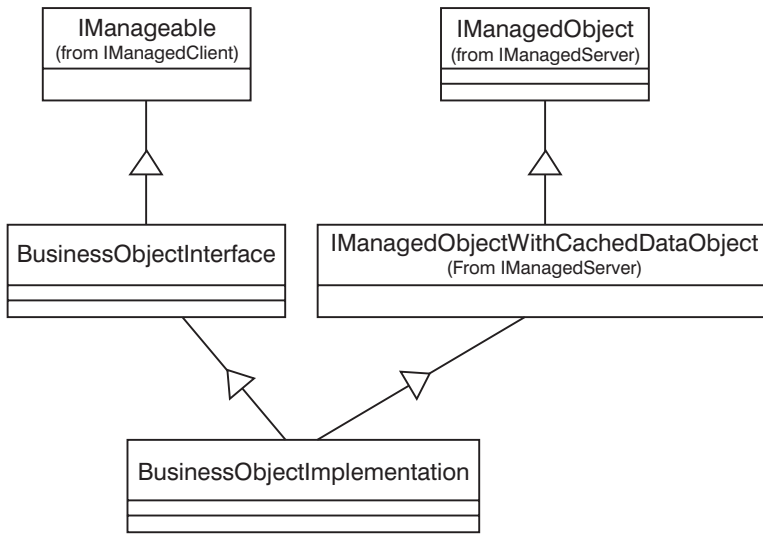 IManageable
(from IManagedClient)
IManagedObject
(from IManagedServer)
BusinessObjectInterface
IManagedObjectWithCachedDataObject
(From IManagedServer)
BusinessObjectImplementation